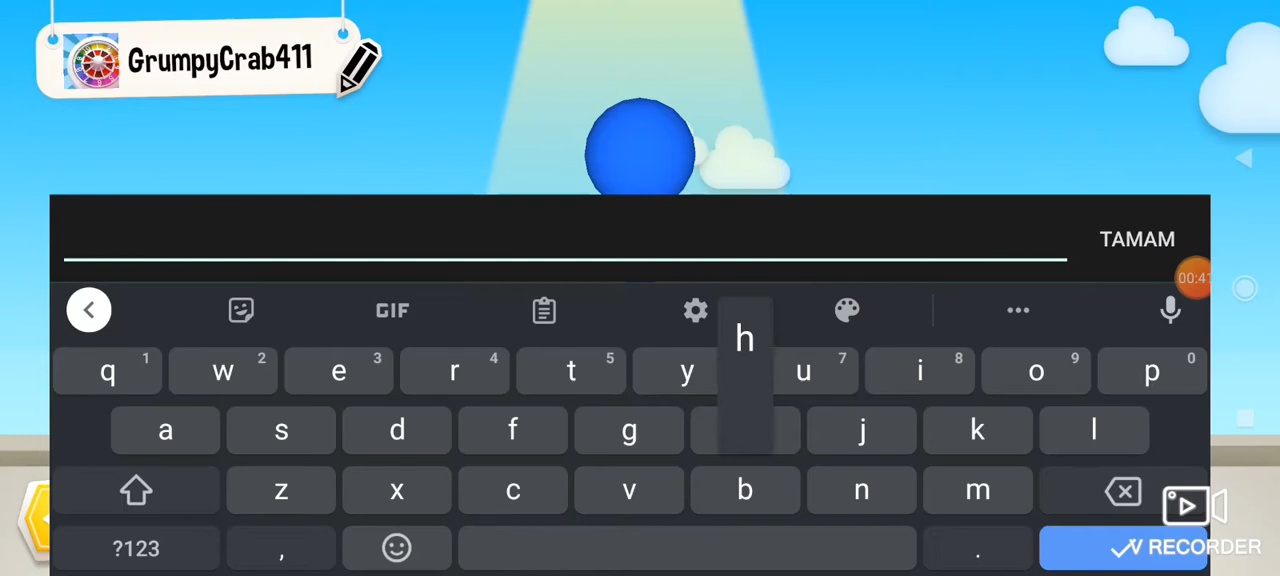 GrumpyCrab411
TAMAM
00:41
GIF
h
q 1 w 2 e 3 r 4 t 5 y u 7 i 8 o 9 p 0
a s d f g j k l
z x c v b n m
?123 , .
RECORDER